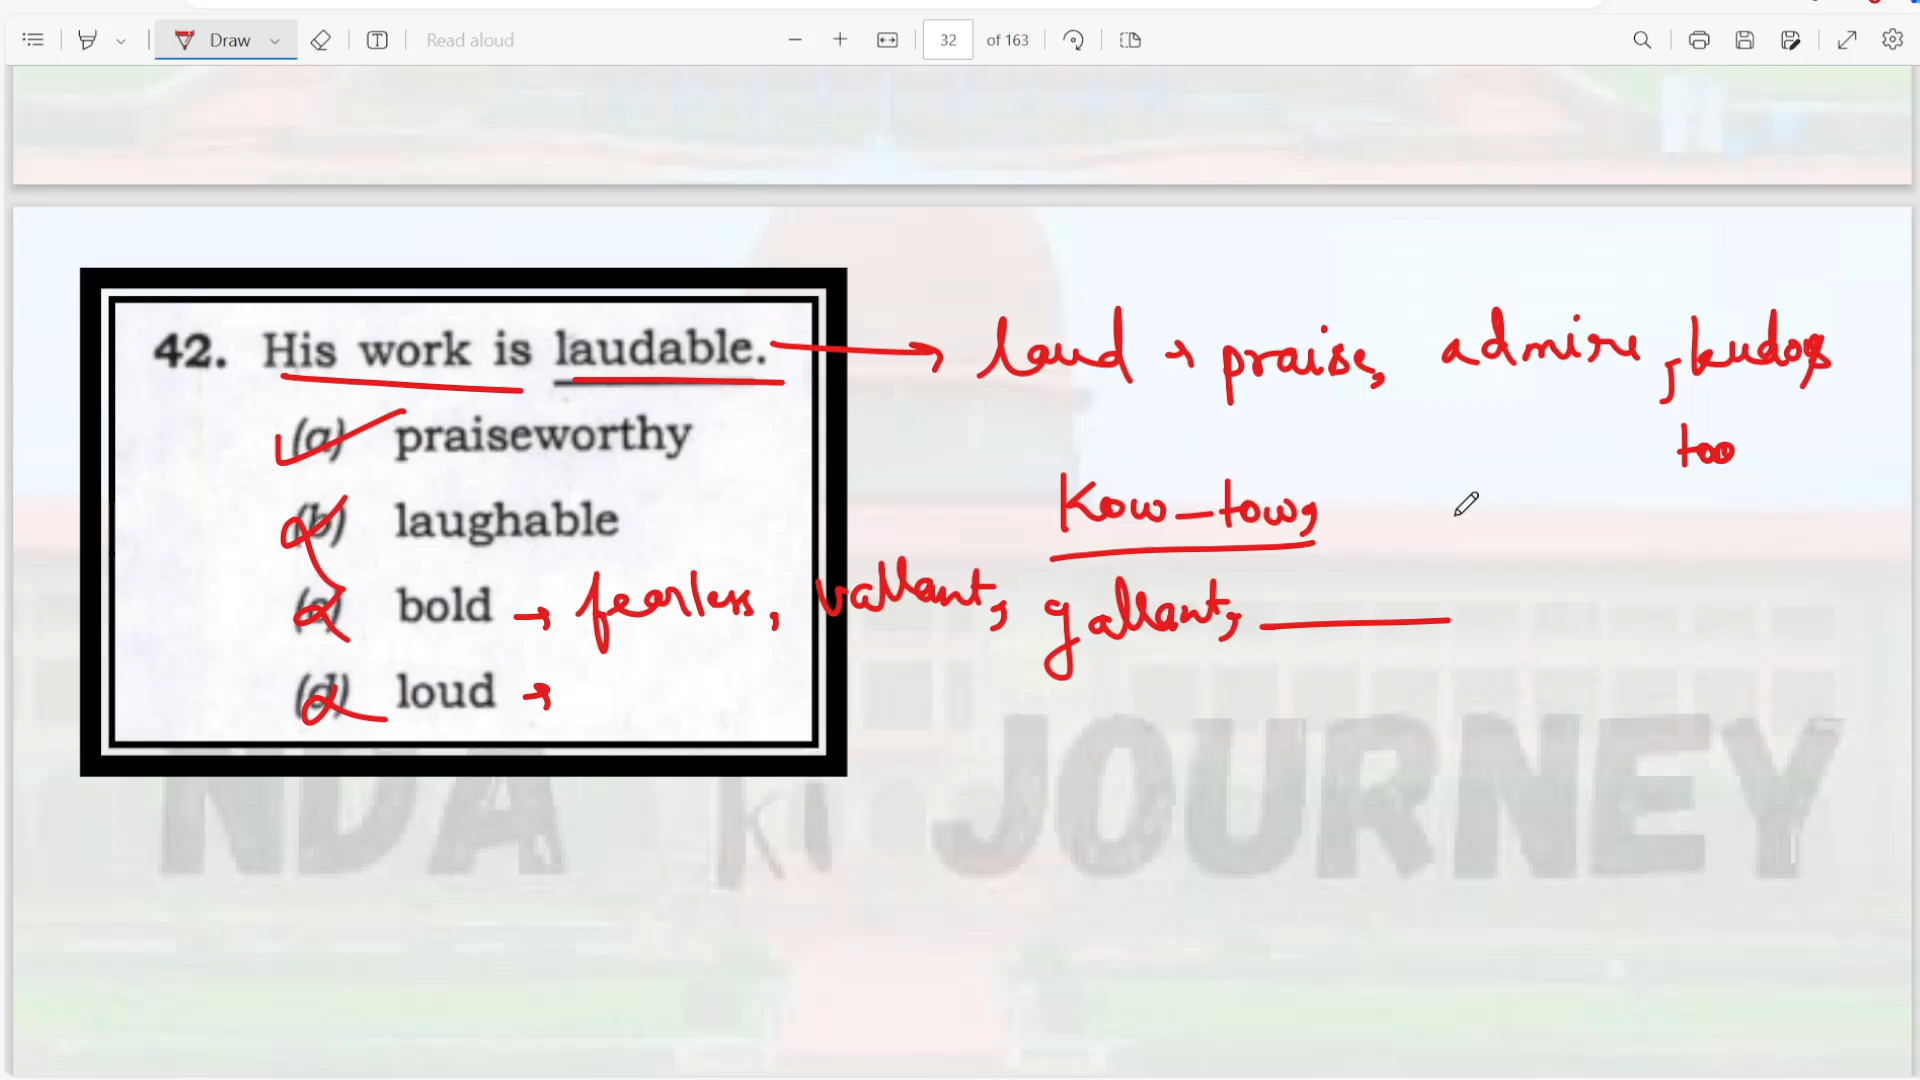 Draw
Read aloud
32 of 163
42. His work is laudable. → laud → praise, admire, kudos
too
(a) praiseworthy
Kow-tow,
(b) laughable
(c) bold → fearless, vallant, gallant,
(d) loud →
NDA KI JOURNEY